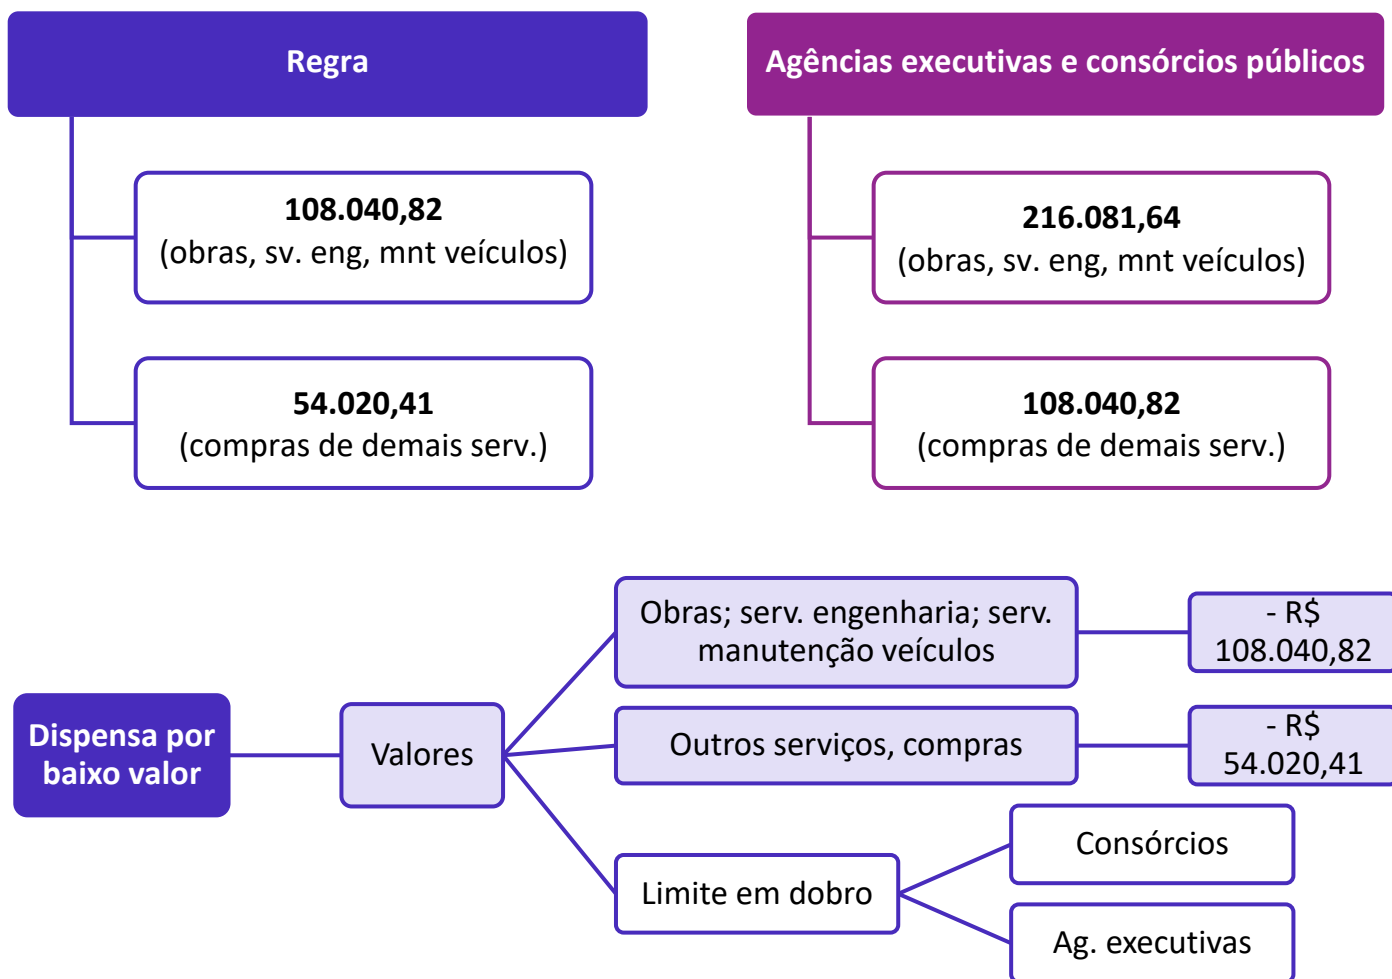 Regra
108.040,82
(obras, sv. eng, mnt veículos)
54.020,41
(compras de demais serv.)
Agências executivas e consórcios públicos
216.081,64
(obras, sv. eng, mnt veículos)
108.040,82
(compras de demais serv.)
Dispensa por
baixo valor
Valores
Obras; serv. engenharia; serv.
manutenção veículos
- R$
108.040,82
Outros serviços, compras
- R$
54.020,41
Limite em dobro
Consórcios
Ag. executivas